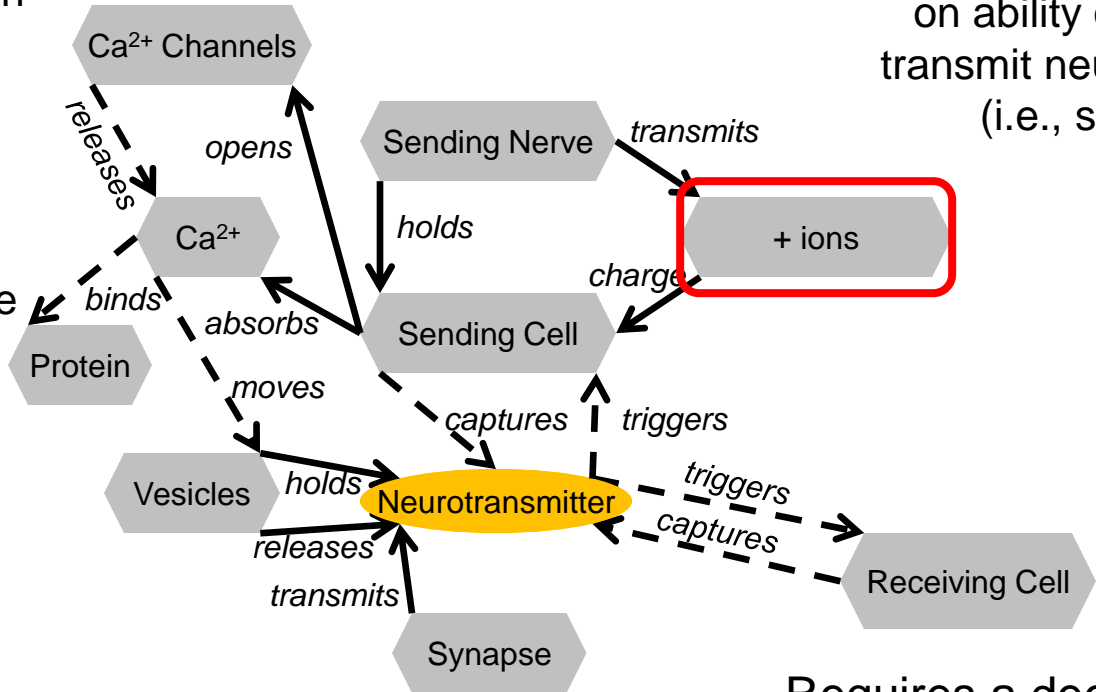 on ability
Ca²⁺ Channels
transmit
(i.e.,
releases
opens
Sending Nerve
transmits
Ca²⁺
holds
+ ions
charge
binds
absorbs
Sending Cell
Protein
moves
captures
triggers
Vesicles
holds
Neurotransmitter
triggers
captures
releases
transmits
Receiving Cell
Synapse
Requires a